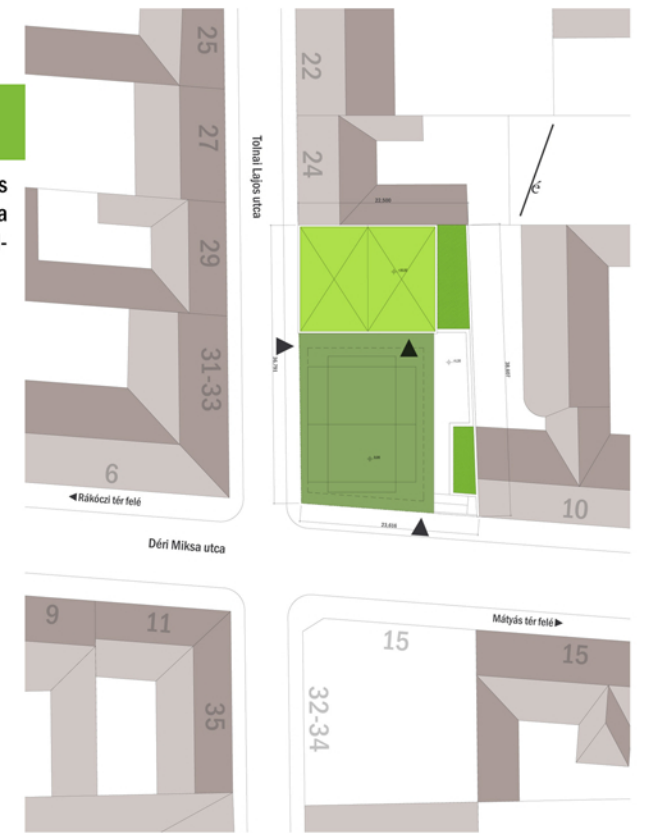 25
22
27
Tolnai Lajos utca
24
é
s
a
-
29
31-33
6
◄Rákóczi tér felé
10
Déri Miksa utca
9
11
Mátyás tér felé►
15
15
35
32-34